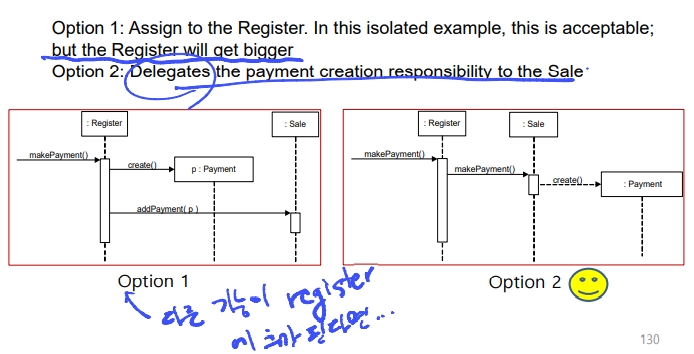 Option 1: Assign to the Register. In this isolated example, this is acceptable;
but the Register will get bigger
Option 2: Delegates the payment creation responsibility to the Sale
: Register
: Sale
makePayment()
create()
p : Payment
addPayment( p )
: Register
: Sale
makePayment()
makePayment()
create()
: Payment
Option 1
Option 2
다른 기능이 register
에 추가 된다면...
130